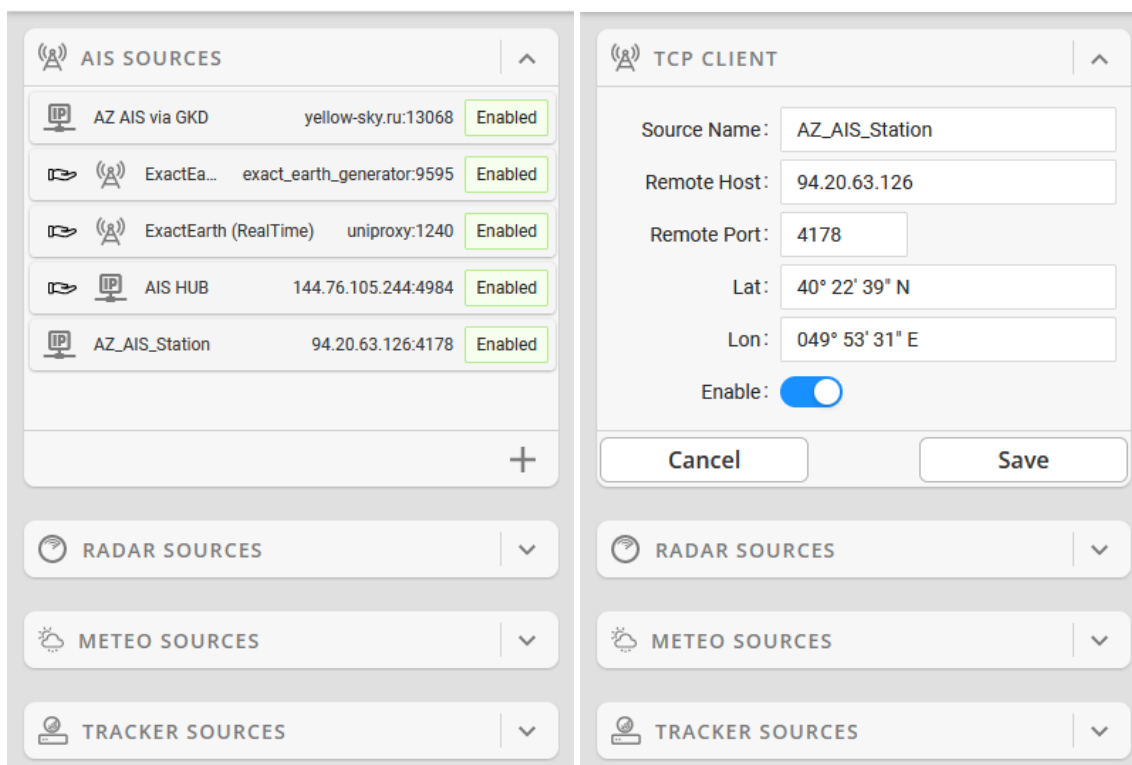 AIS SOURCES
AZ AIS via GKD yellow-sky.ru:13068 Enabled
ExactEa... exact_earth_generator:9595 Enabled
ExactEarth (RealTime) uniproxy:1240 Enabled
AIS HUB 144.76.105.244:4984 Enabled
AZ_AIS_Station 94.20.63.126:4178 Enabled
+
RADAR SOURCES
METEO SOURCES
TRACKER SOURCES
TCP CLIENT
Source Name: AZ_AIS_Station
Remote Host: 94.20.63.126
Remote Port: 4178
Lat: 40° 22' 39" N
Lon: 049° 53' 31" E
Enable:
Cancel Save
RADAR SOURCES
METEO SOURCES
TRACKER SOURCES